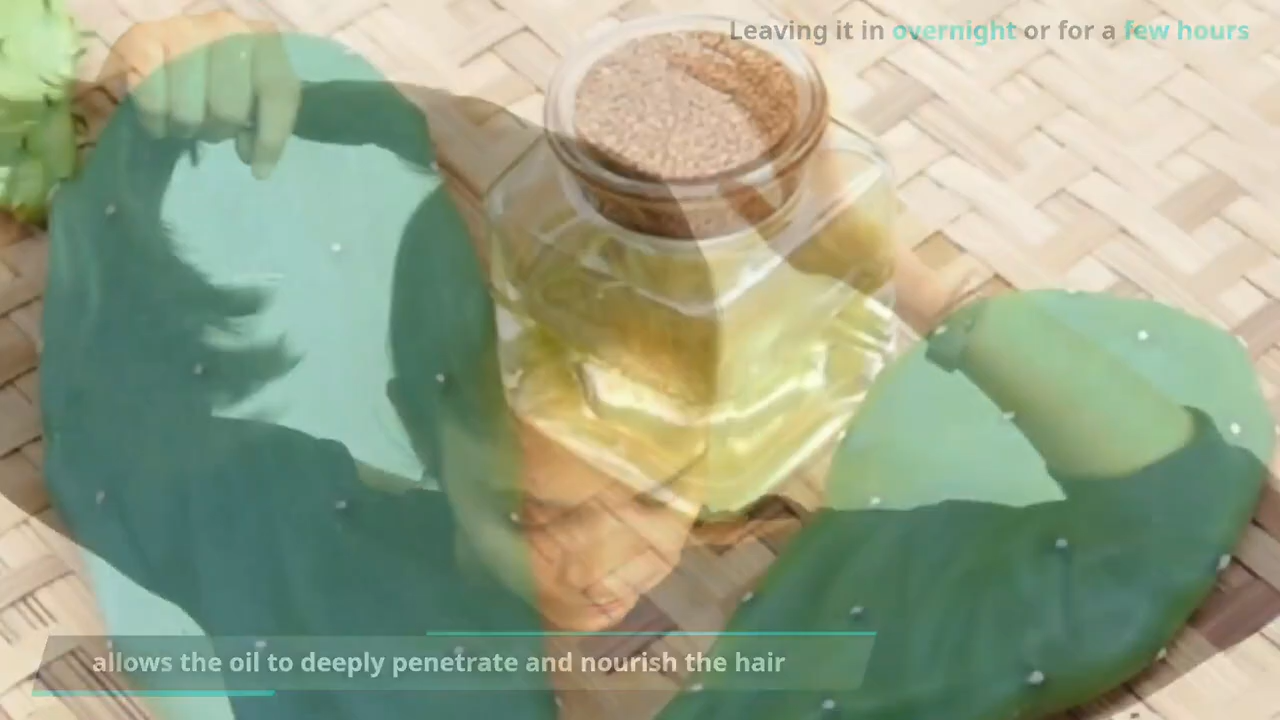 Leaving it in overnight or for a few hours
allows the oil to deeply penetrate and nourish the hair